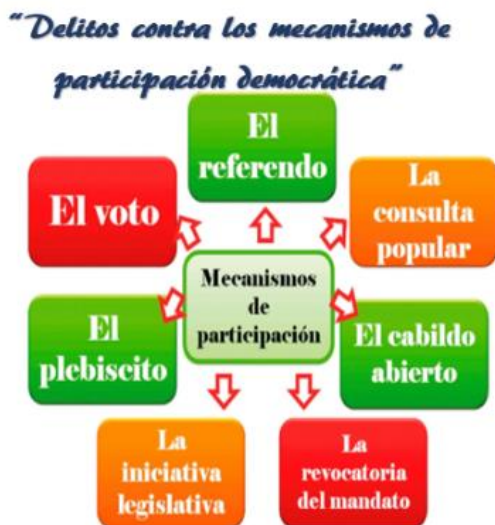 “Delitos contra los mecanismos de
participación democrática”
El
referendo
El voto
La
consulta
popular
Mecanismos
de
participación
El
plebiscito
El cabildo
abierto
La
iniciativa
legislativa
La
revocatoria
del mandato